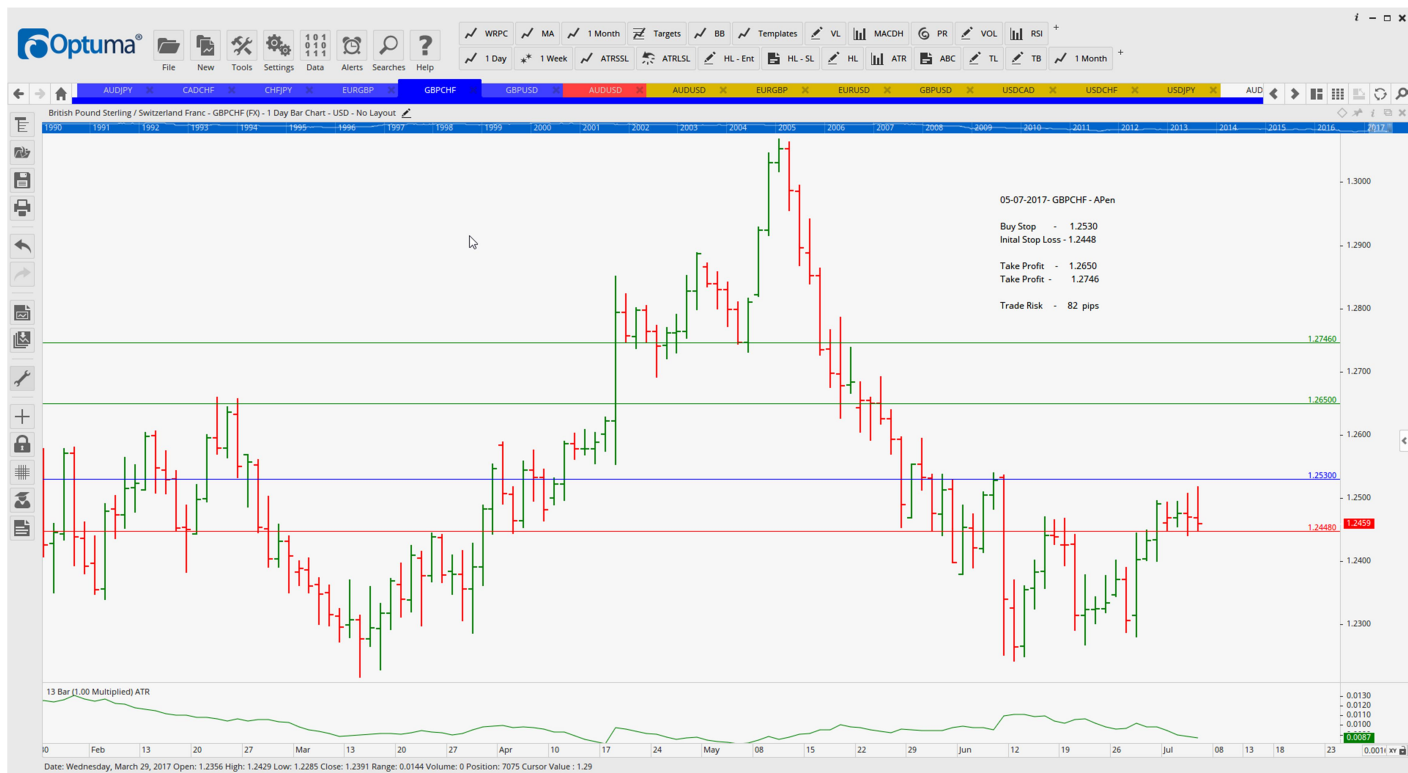 i
Optuma®
File
New
Tools
Settings
Data
Alerts
Searches
Help
WRPC MA 1 Month Targets BB Templates VL MACDH PR VOL RSI +
1 Day 1 Week ATRSSL ATRLSL HL - Ent HL - SL HL ATR ABC TL TB 1 Month +
AUDJPY CADCHF CHFJPY EURGBP GBPCHF GBPUSD AUDUSD AUDUSD EURGBP EURUSD GBPUSD USDCAD USDCHF USDJPY AUD
British Pound Sterling / Switzerland Franc - GBPCHF (FX) - 1 Day Bar Chart - USD - No Layout
1990 1991 1992 1993 1994 1995 1996 1997 1998 1999 2000 2001 2002 2003 2004 2005 2006 2007 2008 2009 2010 2011 2012 2013 2014 2015 2016 2017
1.3000
05-07-2017- GBPCHF - APen
Buy Stop - 1.2530
Inital Stop Loss - 1.2448
1.2900
Take Profit - 1.2650
Take Profit - 1.2746
Trade Risk - 82 pips
1.2800
1.27460
1.2700
1.26500
1.2600
1.25300
1.2500
1.24480
1.2459
1.2400
1.2300
13 Bar (1.00 Multiplied) ATR
0.0130
0.0120
0.0110
0.0100
0.0087
Feb 13 20 27 Mar 13 20 27 Apr 10 17 24 May 08 15 22 29 Jun 12 19 26 Jul 08 13 18 23 XY
Date: Wednesday, March 29, 2017 Open: 1.2356 High: 1.2429 Low: 1.2285 Close: 1.2391 Range: 0.0144 Volume: 0 Position: 7075 Cursor Value : 1.29